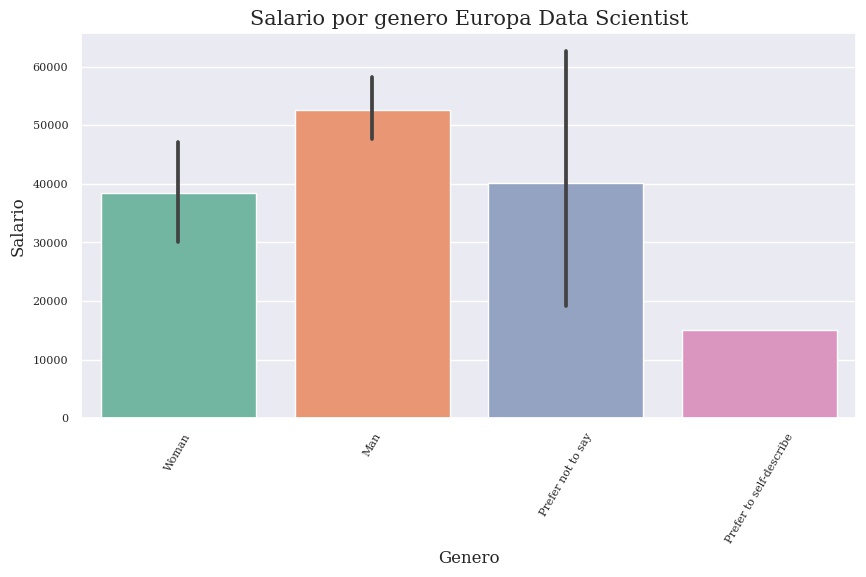 Salario por genero Europa Data Scientist
Salario
60000
50000
40000
30000
20000
10000
0
Woman
Man
Prefer not to say
Prefer to self-describe
Genero